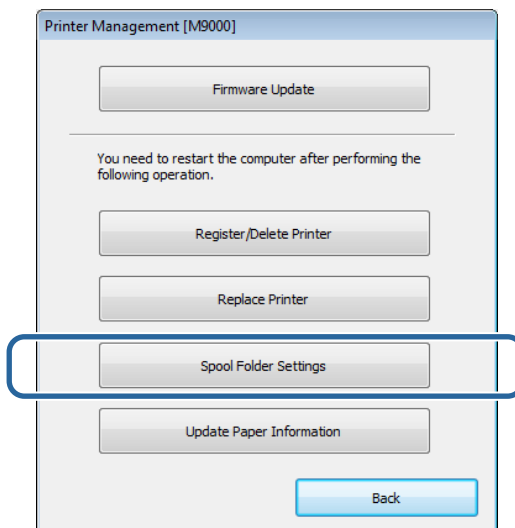 Printer Management [M9000]
Firmware Update
You need to restart the computer after performing the
following operation.
Register/Delete Printer
Replace Printer
Spool Folder Settings
Update Paper Information
Back